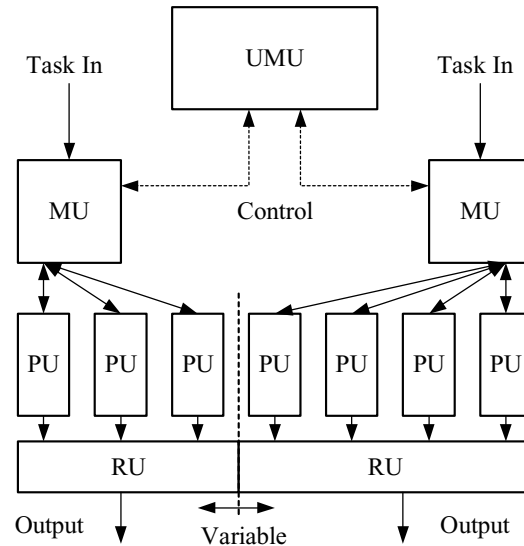 UMU
Task In
Task In
MU
Control
MU
PU
PU
PU
PU
PU
PU
PU
RU
RU
Output
Variable
Output